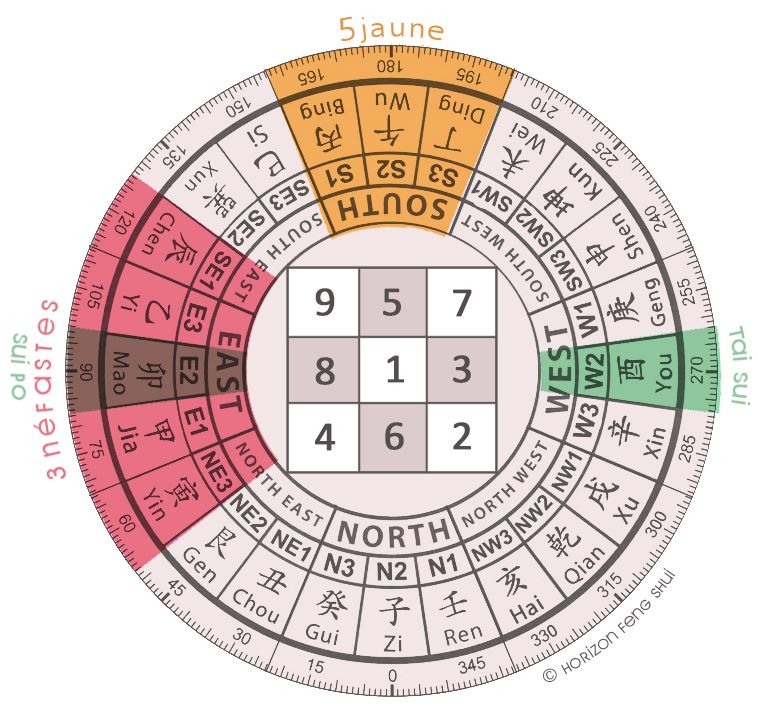 5 jaune
165 180 195
Bing Wu Ding
丙 午 丁
S1 S2 S3
SOUTH
210 225 240
Wei Kun Shen
未 坤 申
SW1 SW2 SW3
SOUTH WEST
255 270 285
Geng You Xin
庚 酉 辛
W1 W2 W3
WEST
Tai sui
300 315 330
Xu Qian Hai
戌 乾 亥
NW1 NW2 NW3
NORTH WEST
345 0 15
Ren Zi Gui
壬 子 癸
N1 N2 N3
NORTH
30 45 60
Chou Gen Yin
丑 艮 寅
NE1 NE2 NE3
NORTH EAST
75 90 105
Jia Mao Yi
甲 卯 乙
E1 E2 E3
EAST
sui po
3 néfastes
120 135 150
Chen Xun Si
辰 巽 巳
SE1 SE2 SE3
SOUTH EAST
9 5 7
8 1 3
4 6 2
© HORIZON FENG SHUI